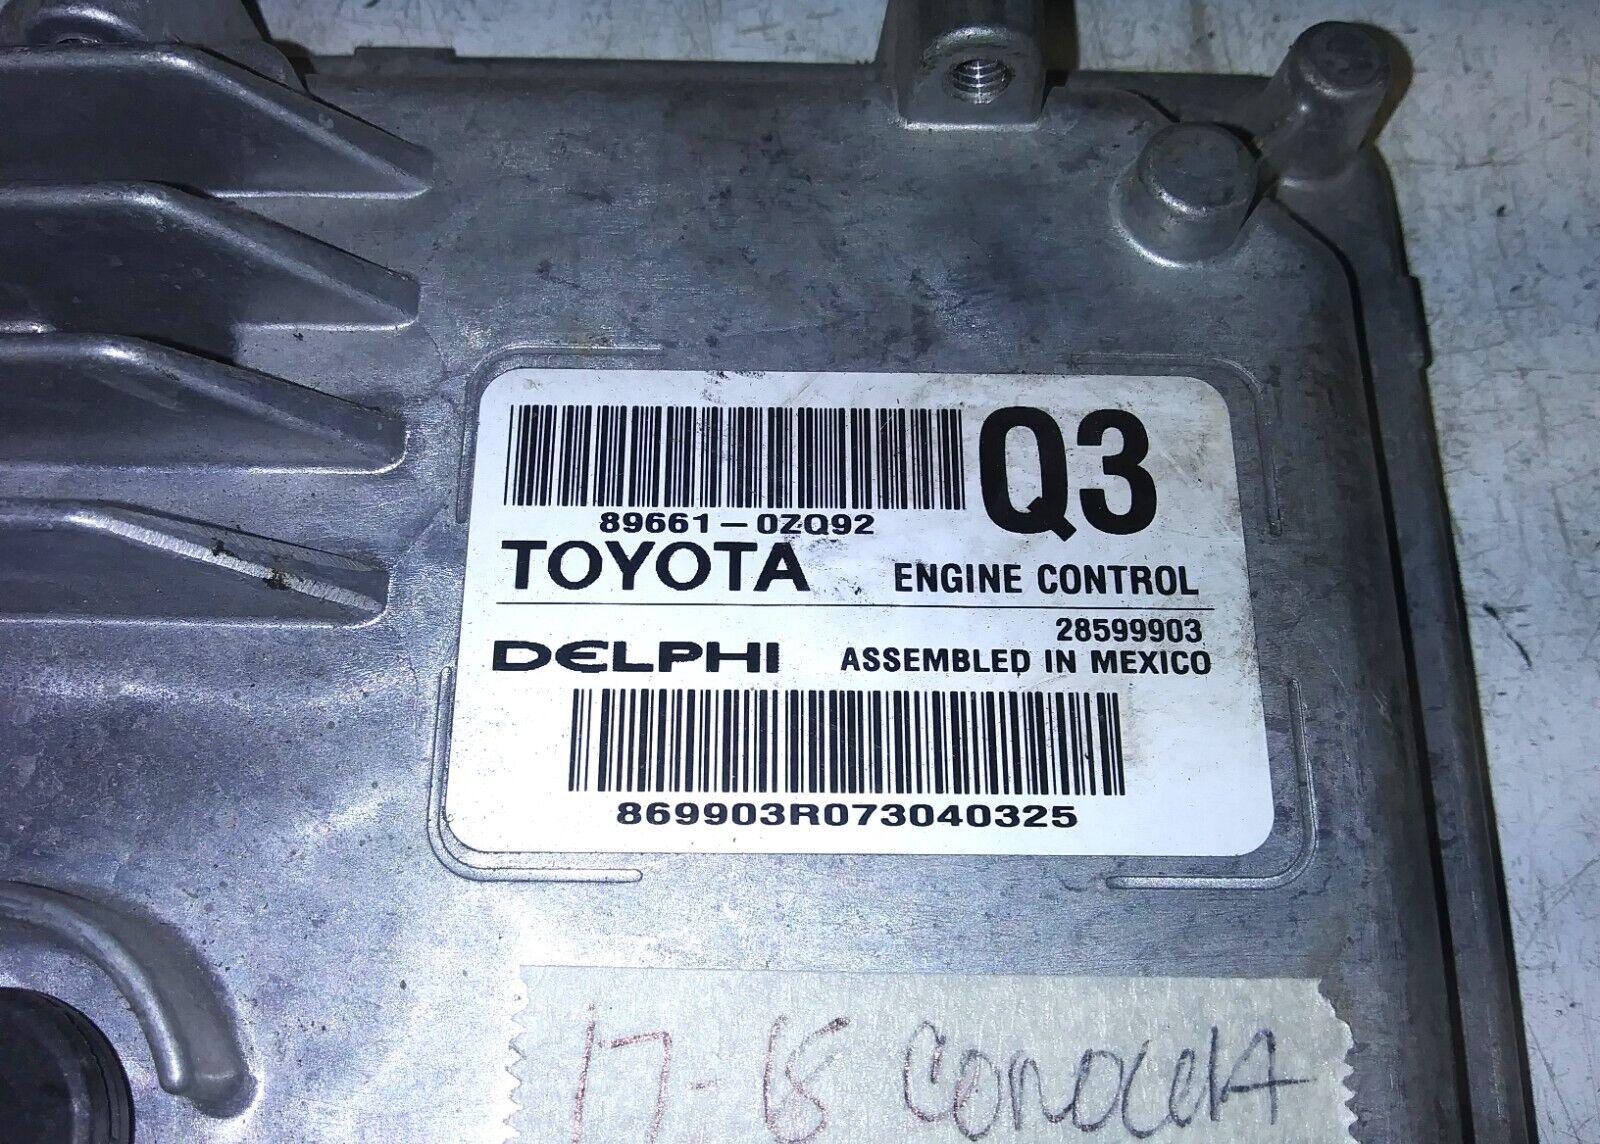 Q3
89661-0ZQ92
TOYOTA ENGINE CONTROL
28599903
DELPHI ASSEMBLED IN MEXICO
869903R073040325
17-18 COROLLA